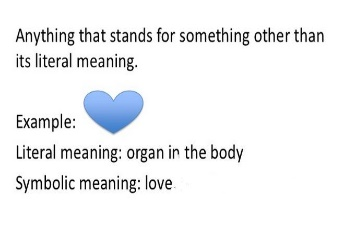 Anything that stands for something other than
its literal meaning.
Example:
Literal meaning: organ in the body
Symbolic meaning: love